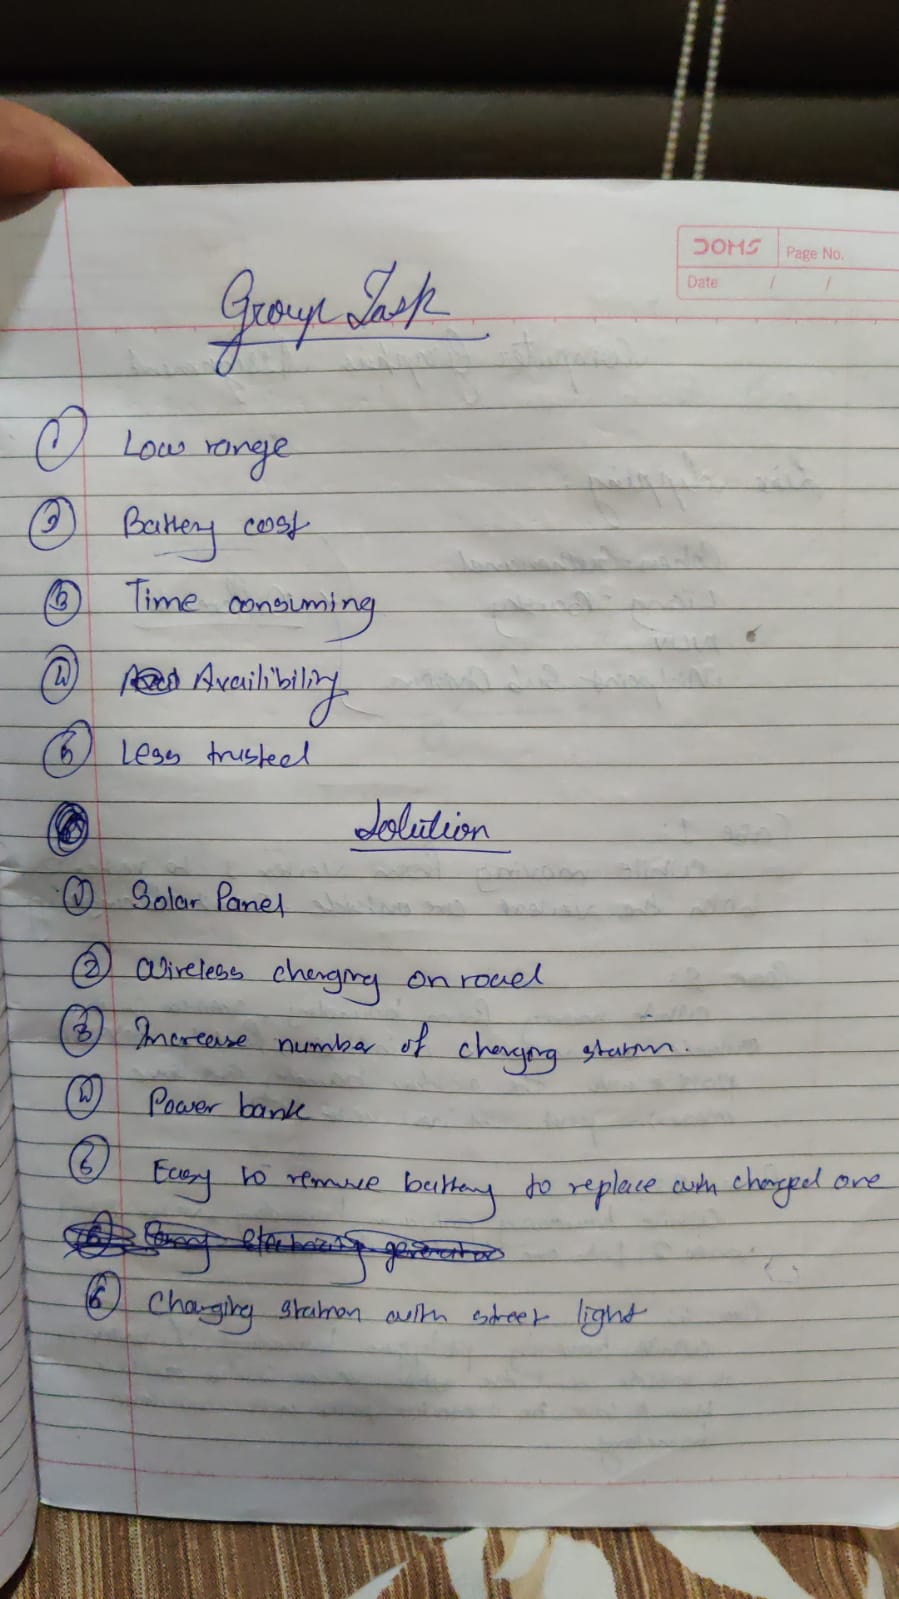 DOMS
Page No.
Date / /
Group Task
① Low range
② Battery cost
③ Time consuming
④ Availibility
⑤ Less trusted
Solution
① Solar Panel
② Wireless charging on road
③ Increase number of charging station.
④ Power bank
⑤ Easy to remove battery to replace with charged one
⑥ Charging station with street light